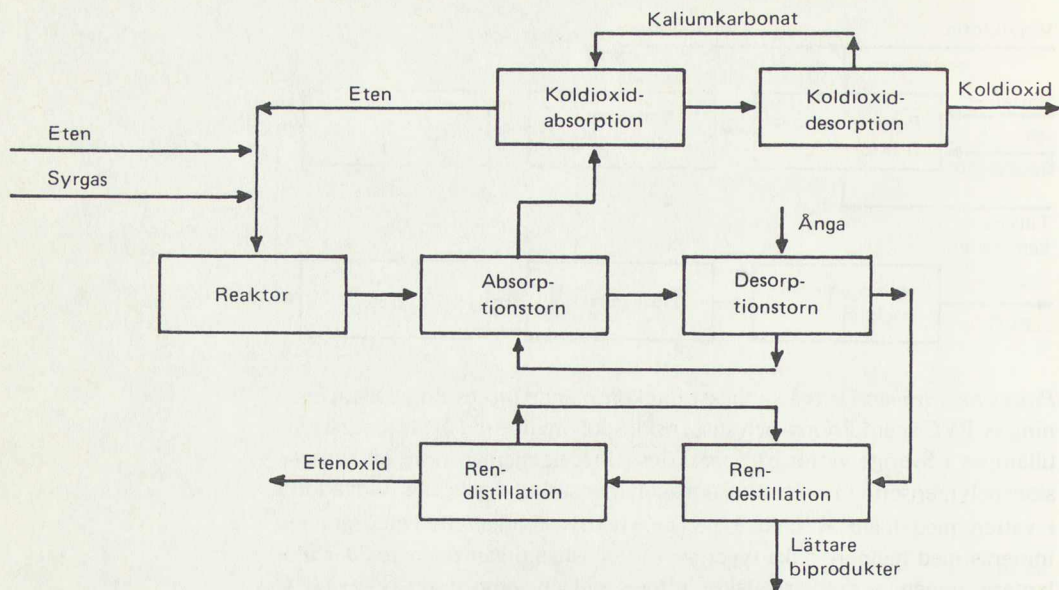 Kaliumkarbonat
Eten
Koldioxid-
absorption
Koldioxid-
desorption
Koldioxid
Eten
Syrgas
Ånga
Reaktor
Absorp-
tionstorn
Desorp-
tionstorn
Etenoxid
Ren-
distillation
Ren-
destillation
Lättare
biprodukter